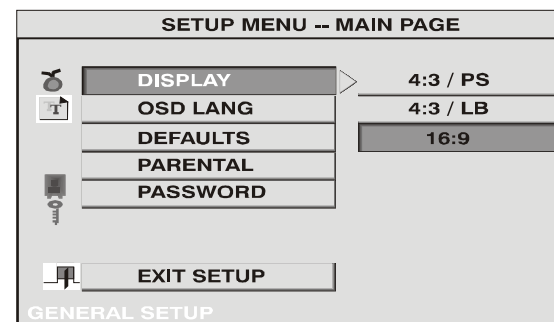 SETUP MENU -- MAIN PAGE
DISPLAY
4:3 / PS
OSD LANG
4:3 / LB
DEFAULTS
16:9
PARENTAL
PASSWORD
EXIT SETUP
GENERAL SETUP